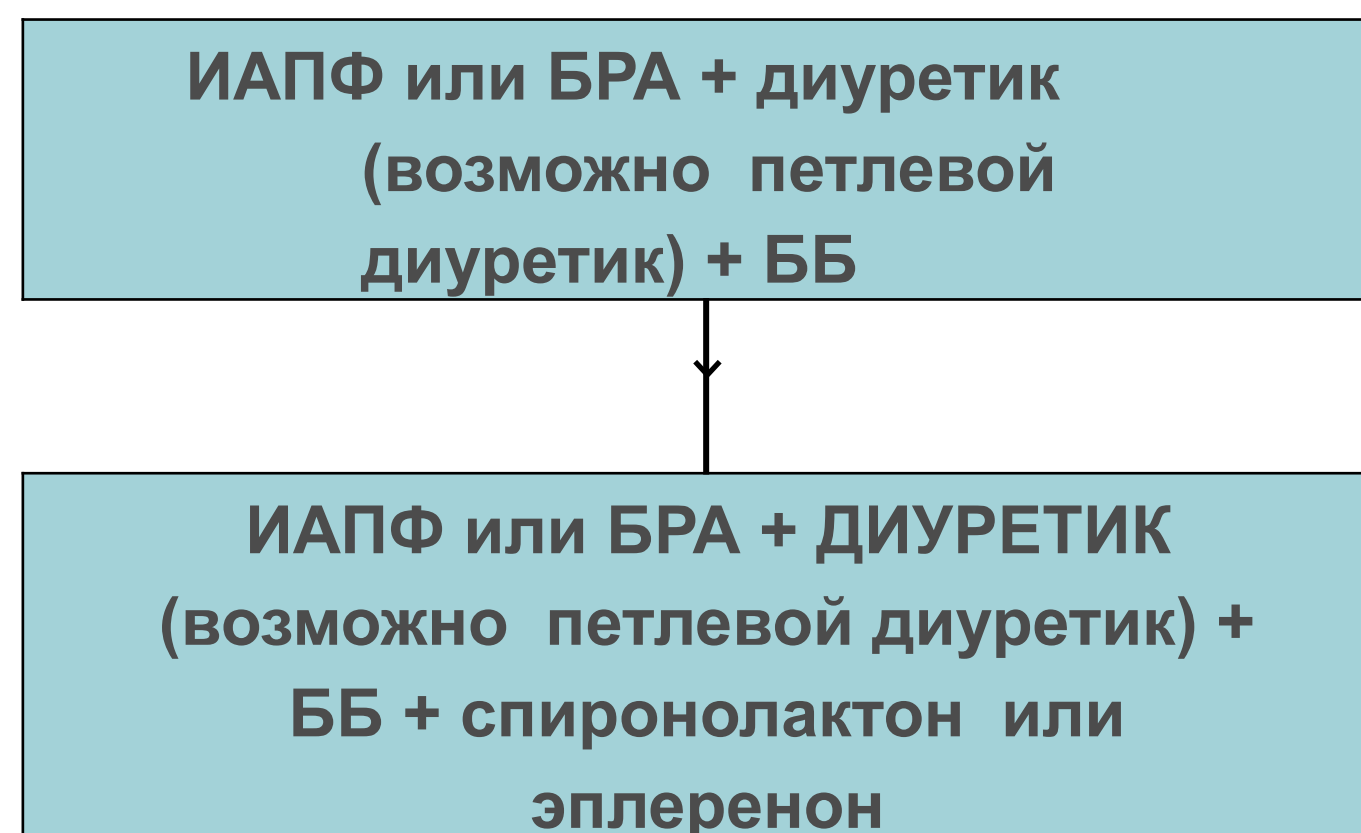 ИАПФ или БРА + диуретик
(возможно петлевой
диуретик) + ББ
ИАПФ или БРА + ДИУРЕТИК
(возможно петлевой диуретик) +
ББ + спиронолактон или
эплеренон